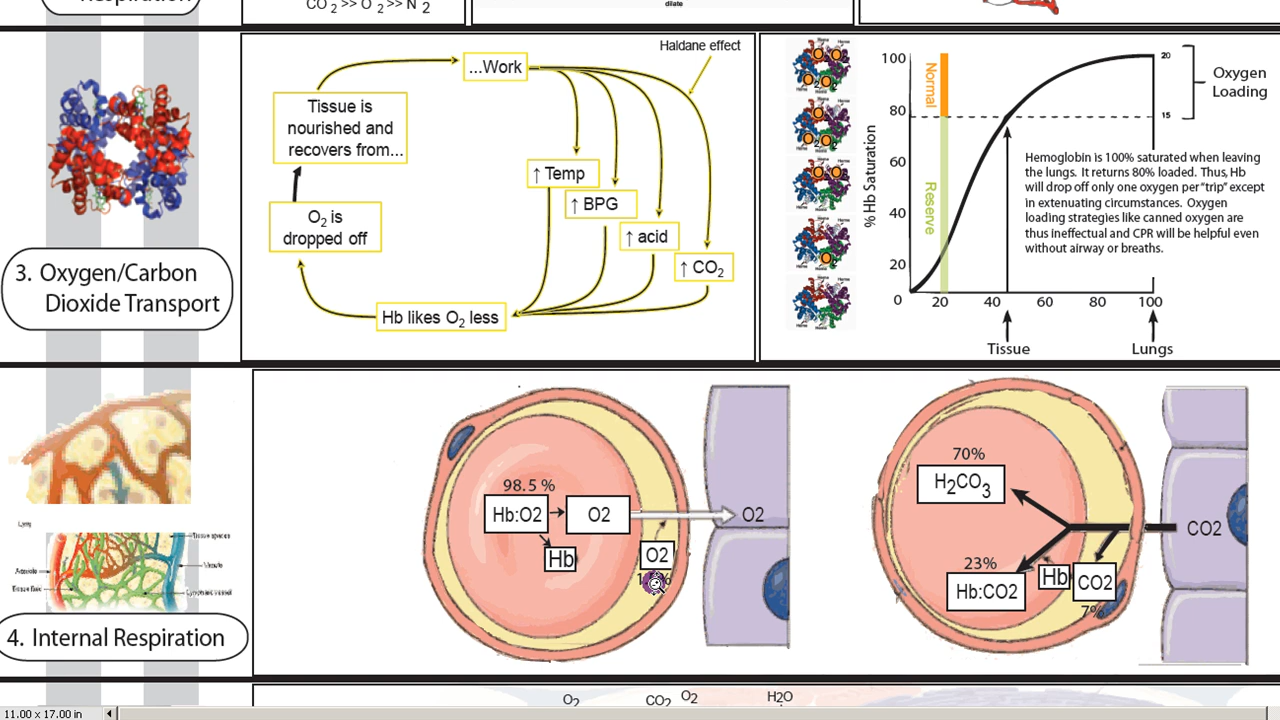 Respiration
CO2 >> O2 >> N2
dilate
3. Oxygen/Carbon
Dioxide Transport
Haldane effect
...Work
Tissue is
nourished and
recovers from...
↑ Temp
↑ BPG
↑ acid
↑ CO2
O2 is
dropped off
Hb likes O2 less
Oxygen
Loading
20
15
% Hb Saturation
100
80
60
40
20
0
Normal
Reserve
Hemoglobin is 100% saturated when leaving
the lungs. It returns 80% loaded. Thus, Hb
will drop off only one oxygen per "trip" except
in extenuating circumstances. Oxygen
loading strategies like canned oxygen are
thus ineffectual and CPR will be helpful even
without airway or breaths.
20 40 60 80 100
Tissue
Lungs
4. Internal Respiration
98.5 %
Hb:O2
O2
Hb
O2
O2
70%
H2CO3
23%
Hb:CO2
Hb
CO2
7%
CO2
O2 CO2 O2 H2O
11.00 x 17.00 in